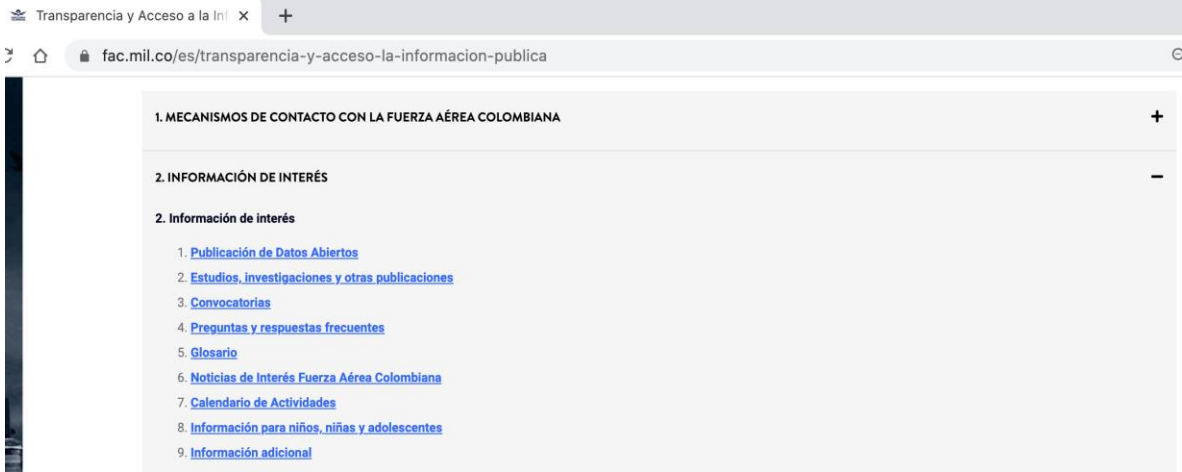 Transparencia y Acceso a la Inf
fac.mil.co/es/transparencia-y-acceso-la-informacion-publica
1. MECANISMOS DE CONTACTO CON LA FUERZA AÉREA COLOMBIANA
2. INFORMACIÓN DE INTERÉS
2. Información de interés
1. Publicación de Datos Abiertos
2. Estudios, investigaciones y otras publicaciones
3. Convocatorias
4. Preguntas y respuestas frecuentes
5. Glosario
6. Noticias de Interés Fuerza Aérea Colombiana
7. Calendario de Actividades
8. Información para niños, niñas y adolescentes
9. Información adicional